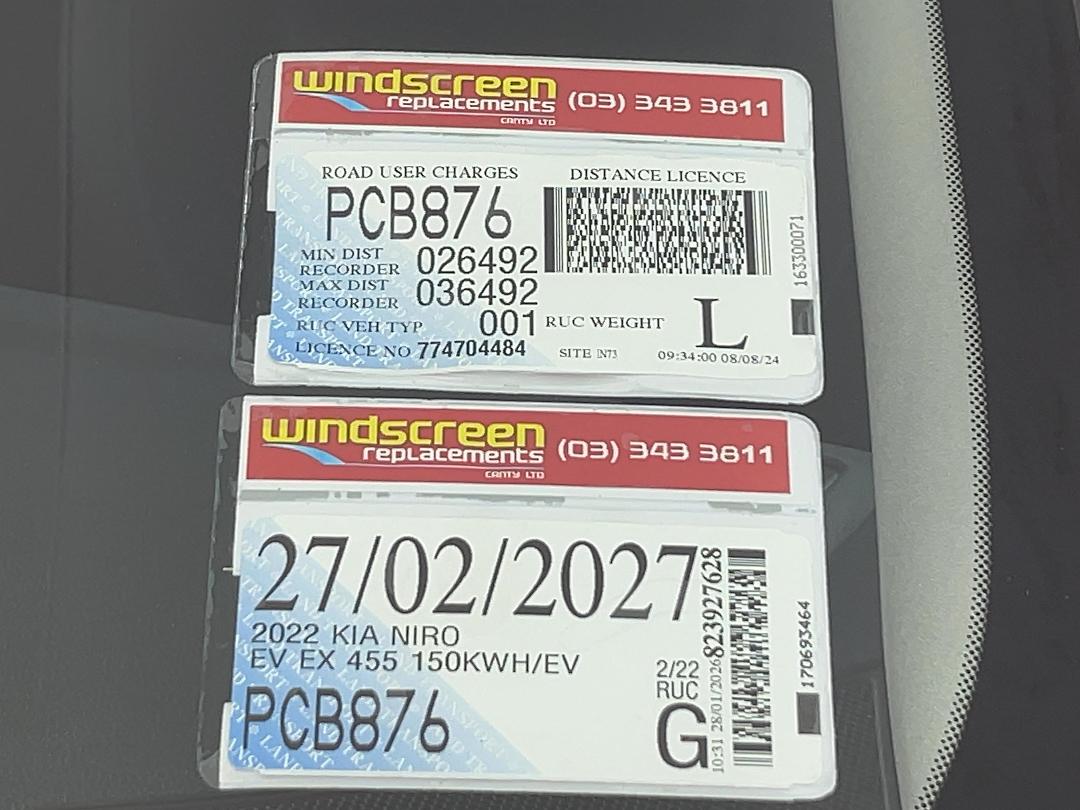 windscreen
replacements
CANTY LTD
(03) 343 3811
ROAD USER CHARGES
DISTANCE LICENCE
PCB876
MIN DIST
RECORDER 026492
MAX DIST
RECORDER 036492
RUC VEH TYP 001
RUC WEIGHT L
LICENCE NO 774704484
SITE IN73
09:34:00 08/08/24
163300071
windscreen
replacements
CANTY LTD
(03) 343 3811
27/02/2027
2022 KIA NIRO
EV EX 455 150KWH/EV
PCB876
2/22
RUC
G
10:31 28/01/2026
823927628
170693464